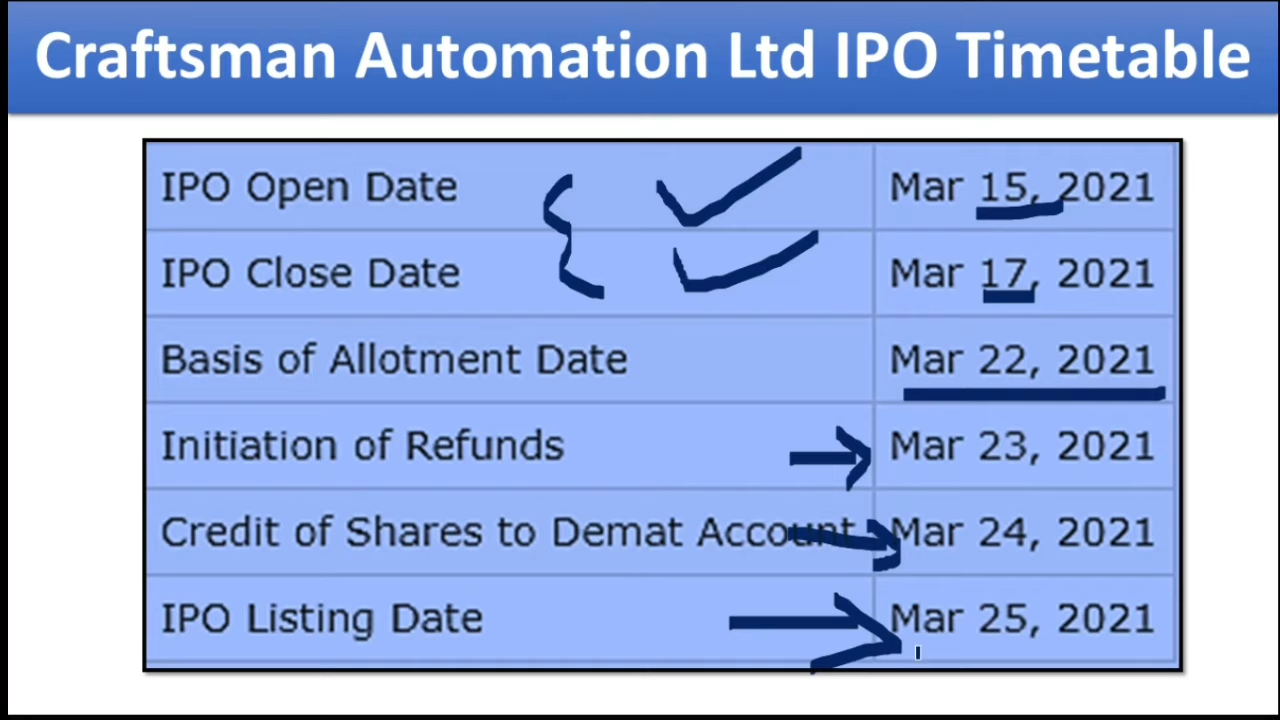 Craftsman Automation Ltd IPO Timetable
IPO Open Date Mar 15, 2021
IPO Close Date Mar 17, 2021
Basis of Allotment Date Mar 22, 2021
Initiation of Refunds Mar 23, 2021
Credit of Shares to Demat Account Mar 24, 2021
IPO Listing Date Mar 25, 2021